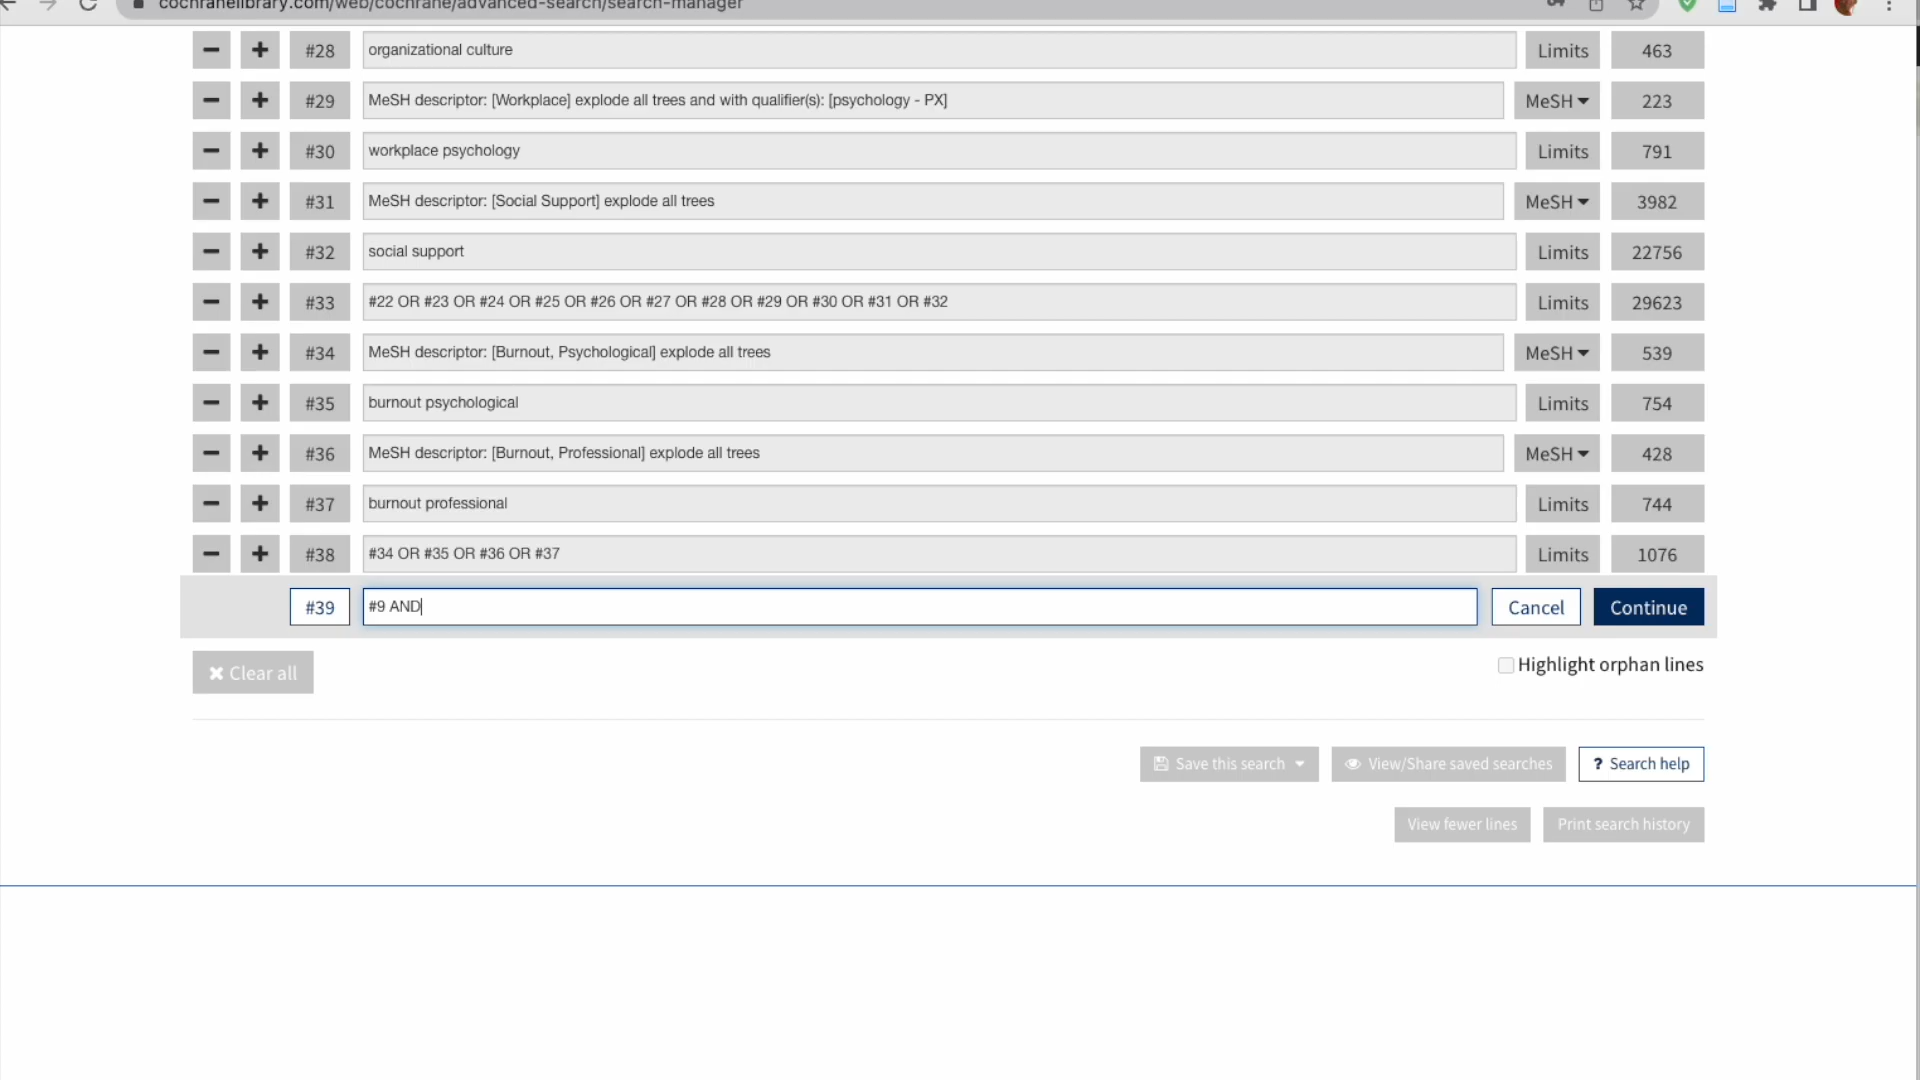 cochranelibrary.com/web/cochrane/advanced-search/search-manager
#28 organizational culture Limits 463
#29 MeSH descriptor: [Workplace] explode all trees and with qualifier(s): [psychology - PX] MeSH 223
#30 workplace psychology Limits 791
#31 MeSH descriptor: [Social Support] explode all trees MeSH 3982
#32 social support Limits 22756
#33 #22 OR #23 OR #24 OR #25 OR #26 OR #27 OR #28 OR #29 OR #30 OR #31 OR #32 Limits 29623
#34 MeSH descriptor: [Burnout, Psychological] explode all trees MeSH 539
#35 burnout psychological Limits 754
#36 MeSH descriptor: [Burnout, Professional] explode all trees MeSH 428
#37 burnout professional Limits 744
#38 #34 OR #35 OR #36 OR #37 Limits 1076
#39 #9 AND Cancel Continue
Clear all Highlight orphan lines
Save this search View/Share saved searches ? Search help
View fewer lines Print search history